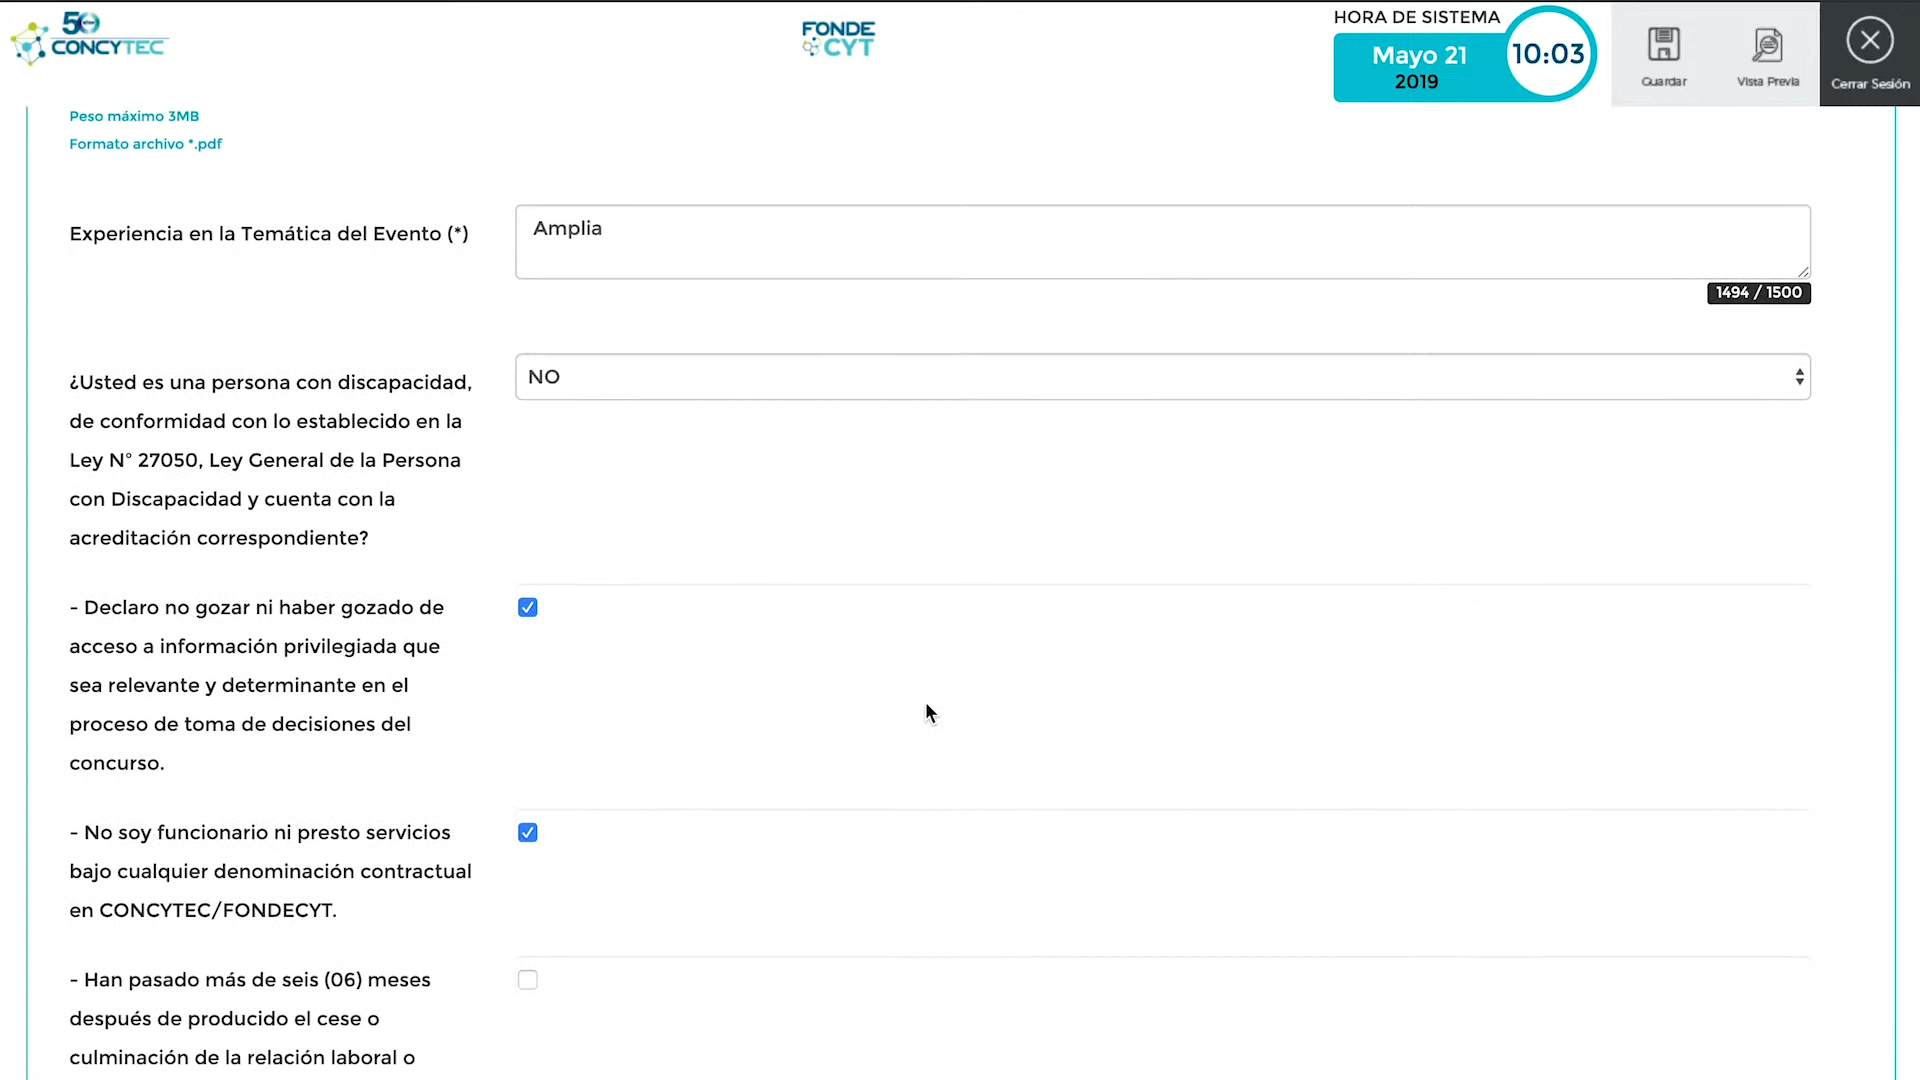 50 años
CONCYTEC
FONDE
CYT
HORA DE SISTEMA
Mayo 21
2019
10:03
Guardar
Vista Previa
Cerrar Sesión
Peso máximo 3MB
Formato archivo *.pdf
Experiencia en la Temática del Evento (*)
Amplia
1494 / 1500
¿Usted es una persona con discapacidad,
de conformidad con lo establecido en la
Ley N° 27050, Ley General de la Persona
con Discapacidad y cuenta con la
acreditación correspondiente?
NO
- Declaro no gozar ni haber gozado de
acceso a información privilegiada que
sea relevante y determinante en el
proceso de toma de decisiones del
concurso.
- No soy funcionario ni presto servicios
bajo cualquier denominación contractual
en CONCYTEC/FONDECYT.
- Han pasado más de seis (06) meses
después de producido el cese o
culminación de la relación laboral o